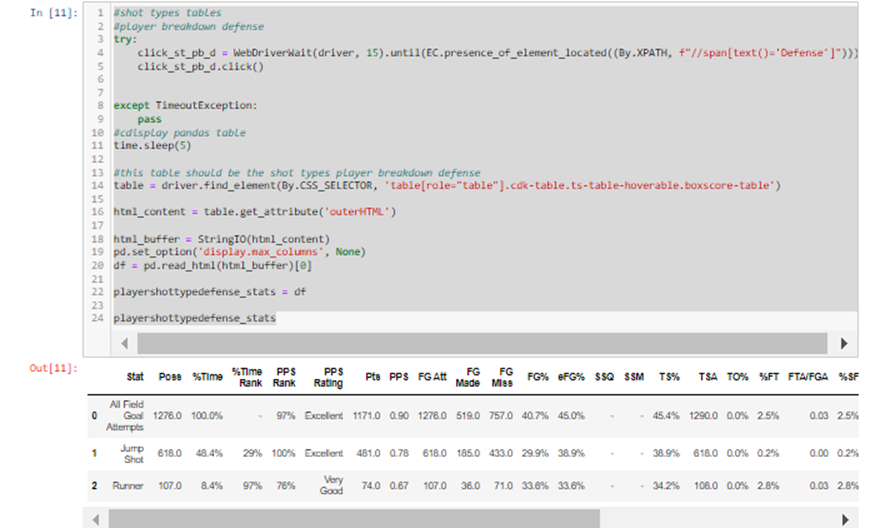 In [11]:
1 #shot types tables
2 #player breakdown defense
3 try:
4     click_st_pb_d = WebDriverWait(driver, 15).until(EC.presence_of_element_located((By.XPATH, f"//span[text()='Defense']")))
5     click_st_pb_d.click()
6
7
8 except TimeoutException:
9     pass
10 #cdisplay pandas table
11 time.sleep(5)
12
13 #this table should be the shot types player breakdown defense
14 table = driver.find_element(By.CSS_SELECTOR, 'table[role="table"].cdk-table.ts-table-hoverable.boxscore-table')
15
16 html_content = table.get_attribute('outerHTML')
17
18 html_buffer = StringIO(html_content)
19 pd.set_option('display.max_columns', None)
20 df = pd.read_html(html_buffer)[0]
21
22 playershottypedefense_stats = df
23
24 playershottypedefense_stats
Out[11]:
Stat Poss %Time %Time Rank PPS Rank PPS Rating Pts PPS FG Att FG Made FG Miss FG% eFG% SSQ SSM TS% TSA TO% %FT FTA/FGA %SF
0 All Field Goal Attempts 1276.0 100.0% - 97% Excellent 1171.0 0.90 1276.0 519.0 757.0 40.7% 45.0% - - 45.4% 1290.0 0.0% 2.5% 0.03 2.5%
1 Jump Shot 618.0 48.4% 29% 100% Excellent 481.0 0.78 618.0 185.0 433.0 29.9% 38.9% - - 38.9% 618.0 0.0% 0.2% 0.00 0.2%
2 Runner 107.0 8.4% 97% 76% Very Good 74.0 0.67 107.0 36.0 71.0 33.6% 33.6% - - 34.2% 108.0 0.0% 2.8% 0.03 2.8%